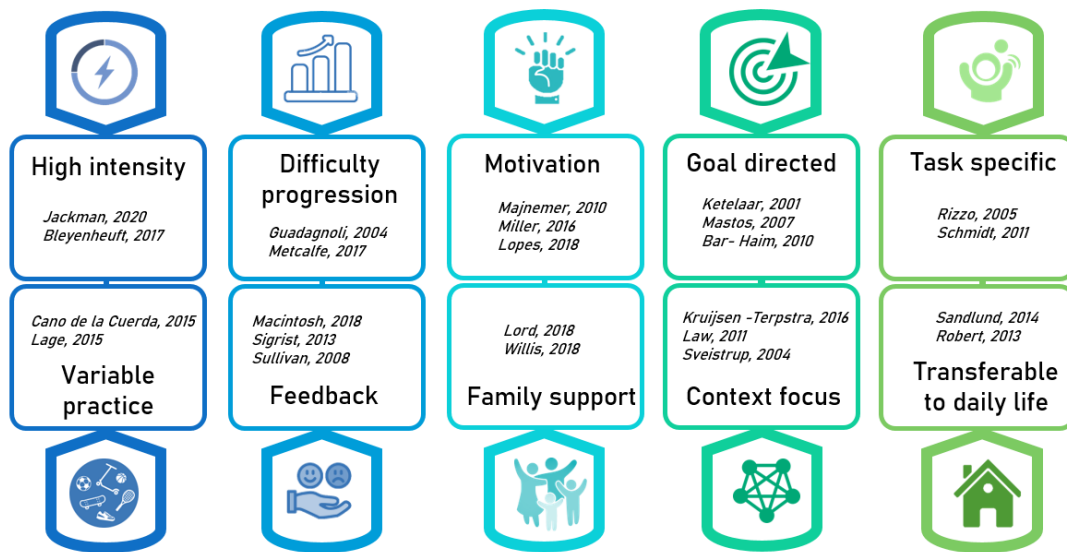 High intensity
Jackman, 2020
Bleyenheuft, 2017
Difficulty
progression
Guadagnoli, 2004
Metcalfe, 2017
Motivation
Majnemer, 2010
Miller, 2016
Lopes, 2018
Goal directed
Ketelaar, 2001
Mastos, 2007
Bar- Haim, 2010
Task specific
Rizzo, 2005
Schmidt, 2011
Cano de la Cuerda, 2015
Lage, 2015
Variable
practice
Macintosh, 2018
Sigrist, 2013
Sullivan, 2008
Feedback
Lord, 2018
Willis, 2018
Family support
Kruijsen -Terpstra, 2016
Law, 2011
Sveistrup, 2004
Context focus
Sandlund, 2014
Robert, 2013
Transferable
to daily life